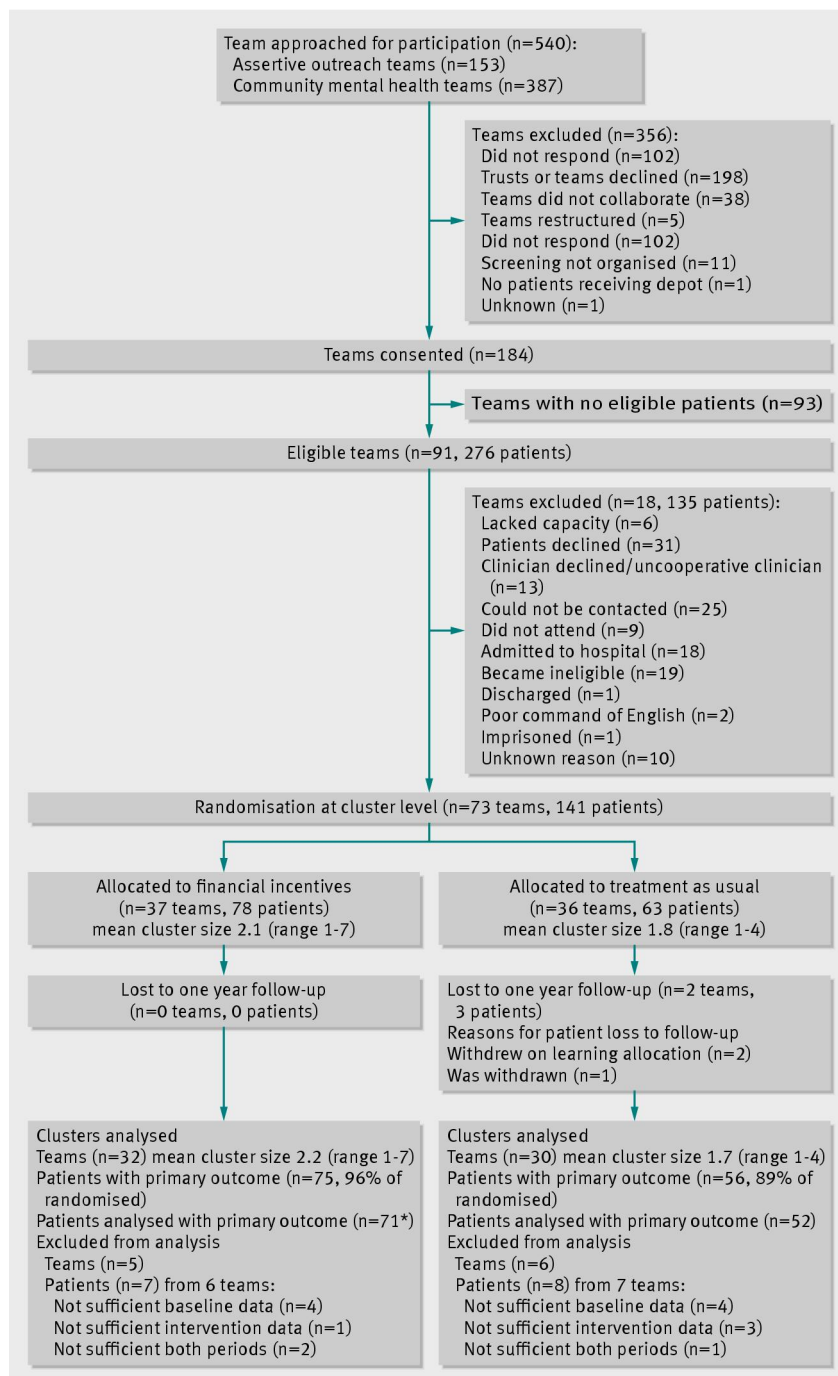 Team approached for participation (n=540):
Assertive outreach teams (n=153)
Community mental health teams (n=387)
Teams excluded (n=356):
Did not respond (n=102)
Trusts or teams declined (n=198)
Teams did not collaborate (n=38)
Teams restructured (n=5)
Did not respond (n=102)
Screening not organised (n=11)
No patients receiving depot (n=1)
Unknown (n=1)
Teams consented (n=184)
Teams with no eligible patients (n=93)
Eligible teams (n=91, 276 patients)
Teams excluded (n=18, 135 patients):
Lacked capacity (n=6)
Patients declined (n=31)
Clinician declined/uncooperative clinician
(n=13)
Could not be contacted (n=25)
Did not attend (n=9)
Admitted to hospital (n=18)
Became ineligible (n=19)
Discharged (n=1)
Poor command of English (n=2)
Imprisoned (n=1)
Unknown reason (n=10)
Randomisation at cluster level (n=73 teams, 141 patients)
Allocated to financial incentives
(n=37 teams, 78 patients)
mean cluster size 2.1 (range 1-7)
Allocated to treatment as usual
(n=36 teams, 63 patients)
mean cluster size 1.8 (range 1-4)
Lost to one year follow-up
(n=0 teams, 0 patients)
Lost to one year follow-up (n=2 teams,
3 patients)
Reasons for patient loss to follow-up
Withdrew on learning allocation (n=2)
Was withdrawn (n=1)
Clusters analysed
Teams (n=32) mean cluster size 2.2 (range 1-7)
Patients with primary outcome (n=75, 96% of
randomised)
Patients analysed with primary outcome (n=71*)
Excluded from analysis
Teams (n=5)
Patients (n=7) from 6 teams:
Not sufficient baseline data (n=4)
Not sufficient intervention data (n=1)
Not sufficient both periods (n=2)
Clusters analysed
Teams (n=30) mean cluster size 1.7 (range 1-4)
Patients with primary outcome (n=56, 89% of
randomised)
Patients analysed with primary outcome (n=52)
Excluded from analysis
Teams (n=6)
Patients (n=8) from 7 teams:
Not sufficient baseline data (n=4)
Not sufficient intervention data (n=3)
Not sufficient both periods (n=1)